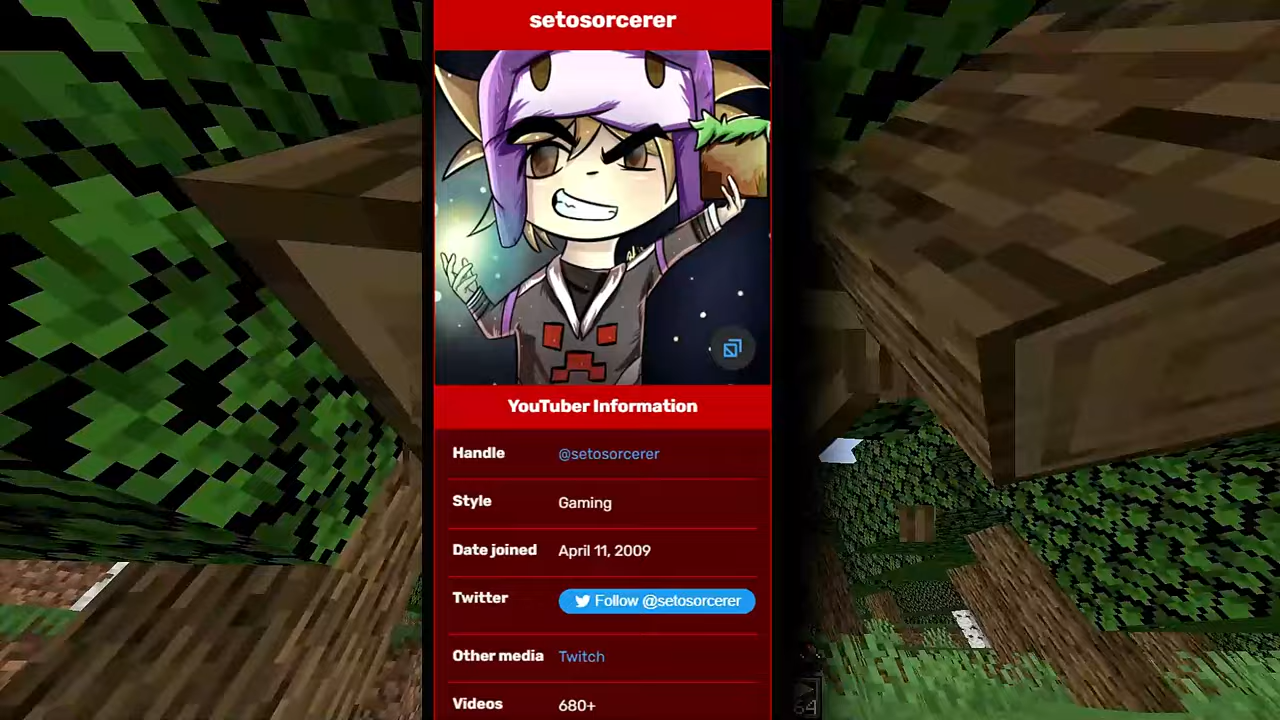 setosorcerer
YouTuber Information
Handle @setosorcerer
Style Gaming
Date joined April 11, 2009
Twitter Follow @setosorcerer
Other media Twitch
Videos 680+
64